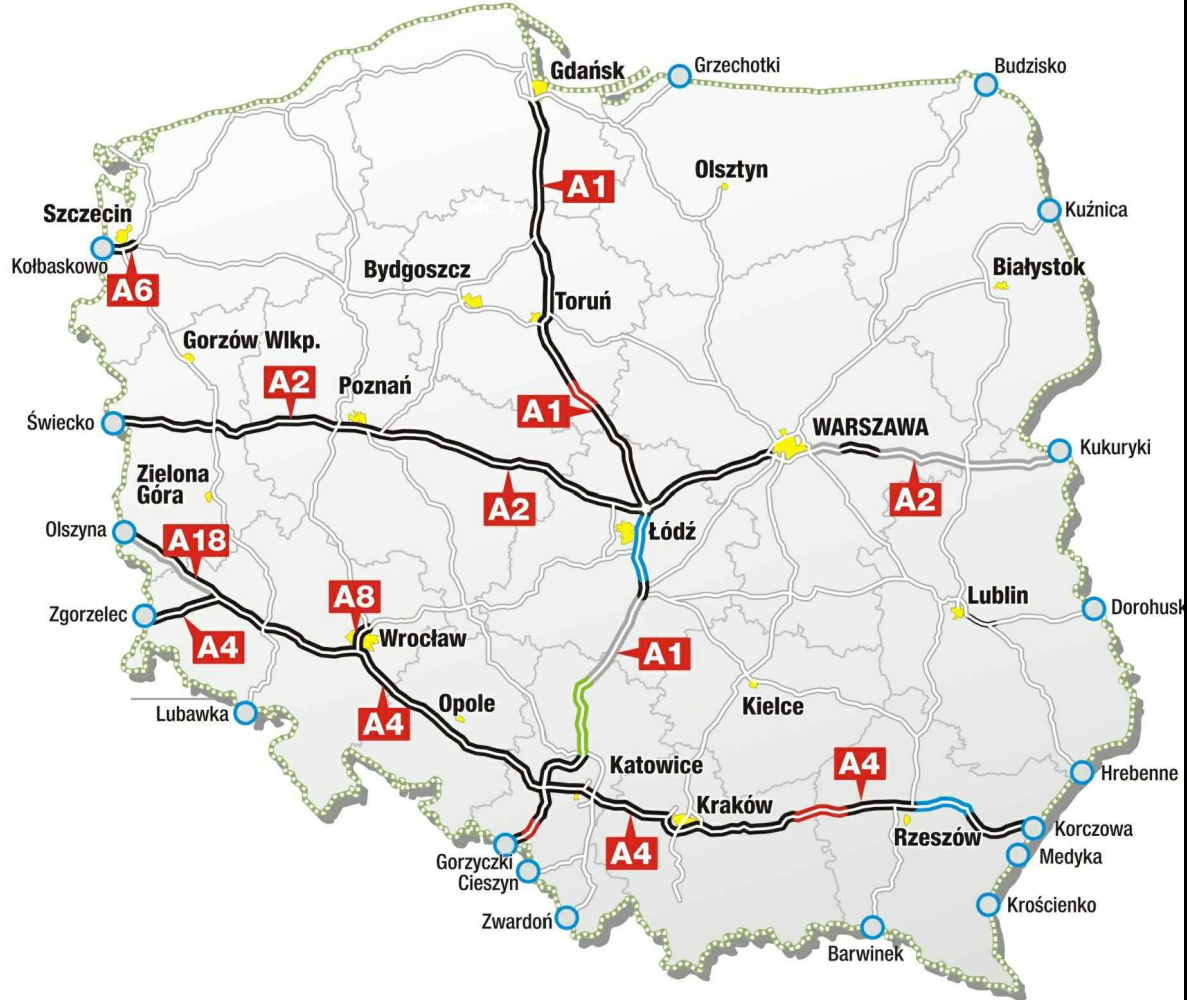 Gdańsk
Grzechotki
Budzisko
Olsztyn
A1
Szczecin
Kuźnica
Kołbaskowo
A6
Bydgoszcz
Białystok
Toruń
Gorzów Wlkp.
A2
Poznań
A1
Świecko
WARSZAWA
Kukuryki
Zielona
Góra
A2
A2
Olszyna
A18
Łódź
Zgorzelec
A8
Lublin
Dorohusk
A4
Wrocław
A1
Lubawka
A4
Opole
Kielce
Katowice
A4
Hrebenne
Kraków
Rzeszów
Korczowa
A4
Gorzyczki
Medyka
Cieszyn
Zwardoń
Krościenko
Barwinek